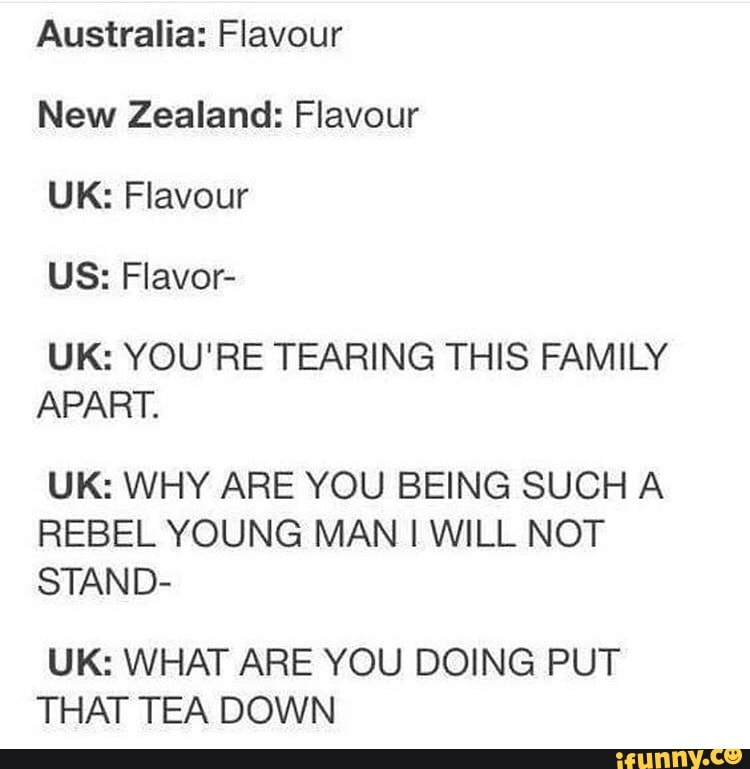 Australia: Flavour
New Zealand: Flavour
UK: Flavour
US: Flavor-
UK: YOU'RE TEARING THIS FAMILY
APART.
UK: WHY ARE YOU BEING SUCH A
REBEL YOUNG MAN I WILL NOT
STAND-
UK: WHAT ARE YOU DOING PUT
THAT TEA DOWN
ifunny.co